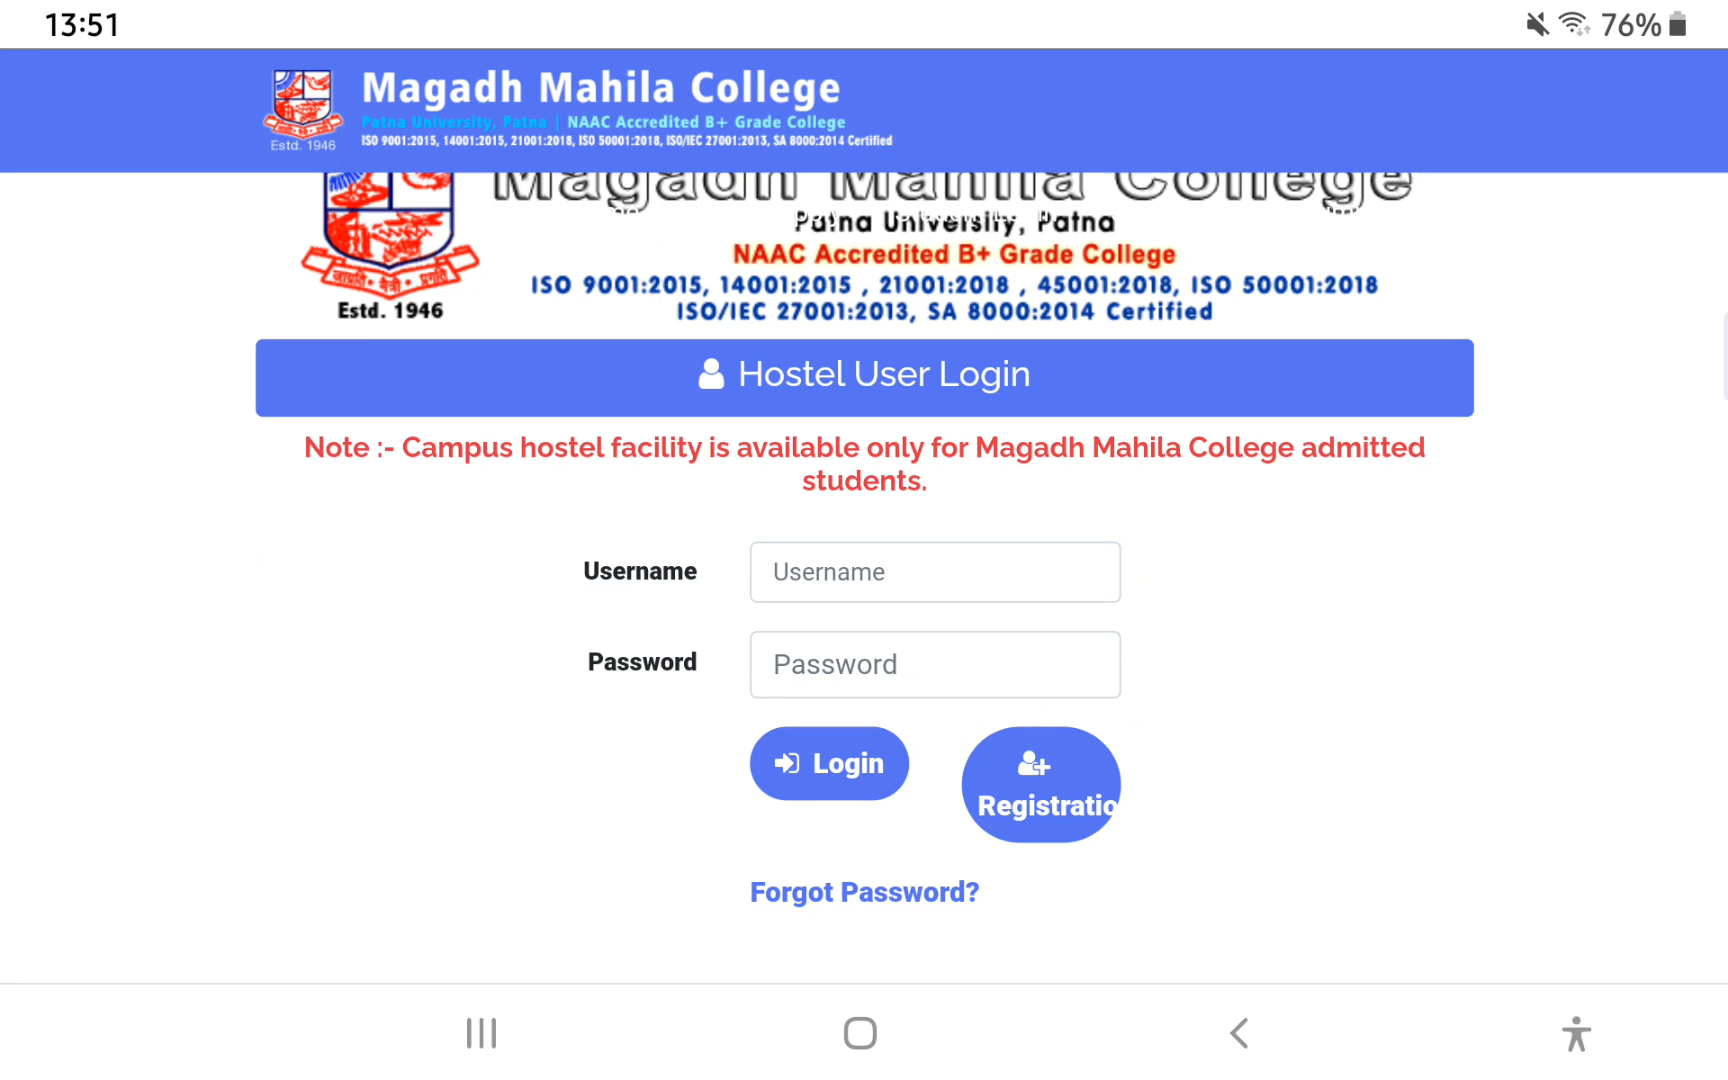 13:51
76%
Magadh Mahila College
Patna University, Patna | NAAC Accredited B+ Grade College
ISO 9001:2015, 14001:2015, 21001:2018, ISO 50001:2018, ISO/IEC 27001:2013, SA 8000:2014 Certified
Estd. 1946
Magadh Mahila College
Patna University, Patna
NAAC Accredited B+ Grade College
ISO 9001:2015, 14001:2015 , 21001:2018 , 45001:2018, ISO 50001:2018
ISO/IEC 27001:2013, SA 8000:2014 Certified
जागृति • मैत्री • प्रगति
Estd. 1946
Hostel User Login
Note :- Campus hostel facility is available only for Magadh Mahila College admitted
students.
Username
Username
Password
Password
Login
Registratio
Forgot Password?